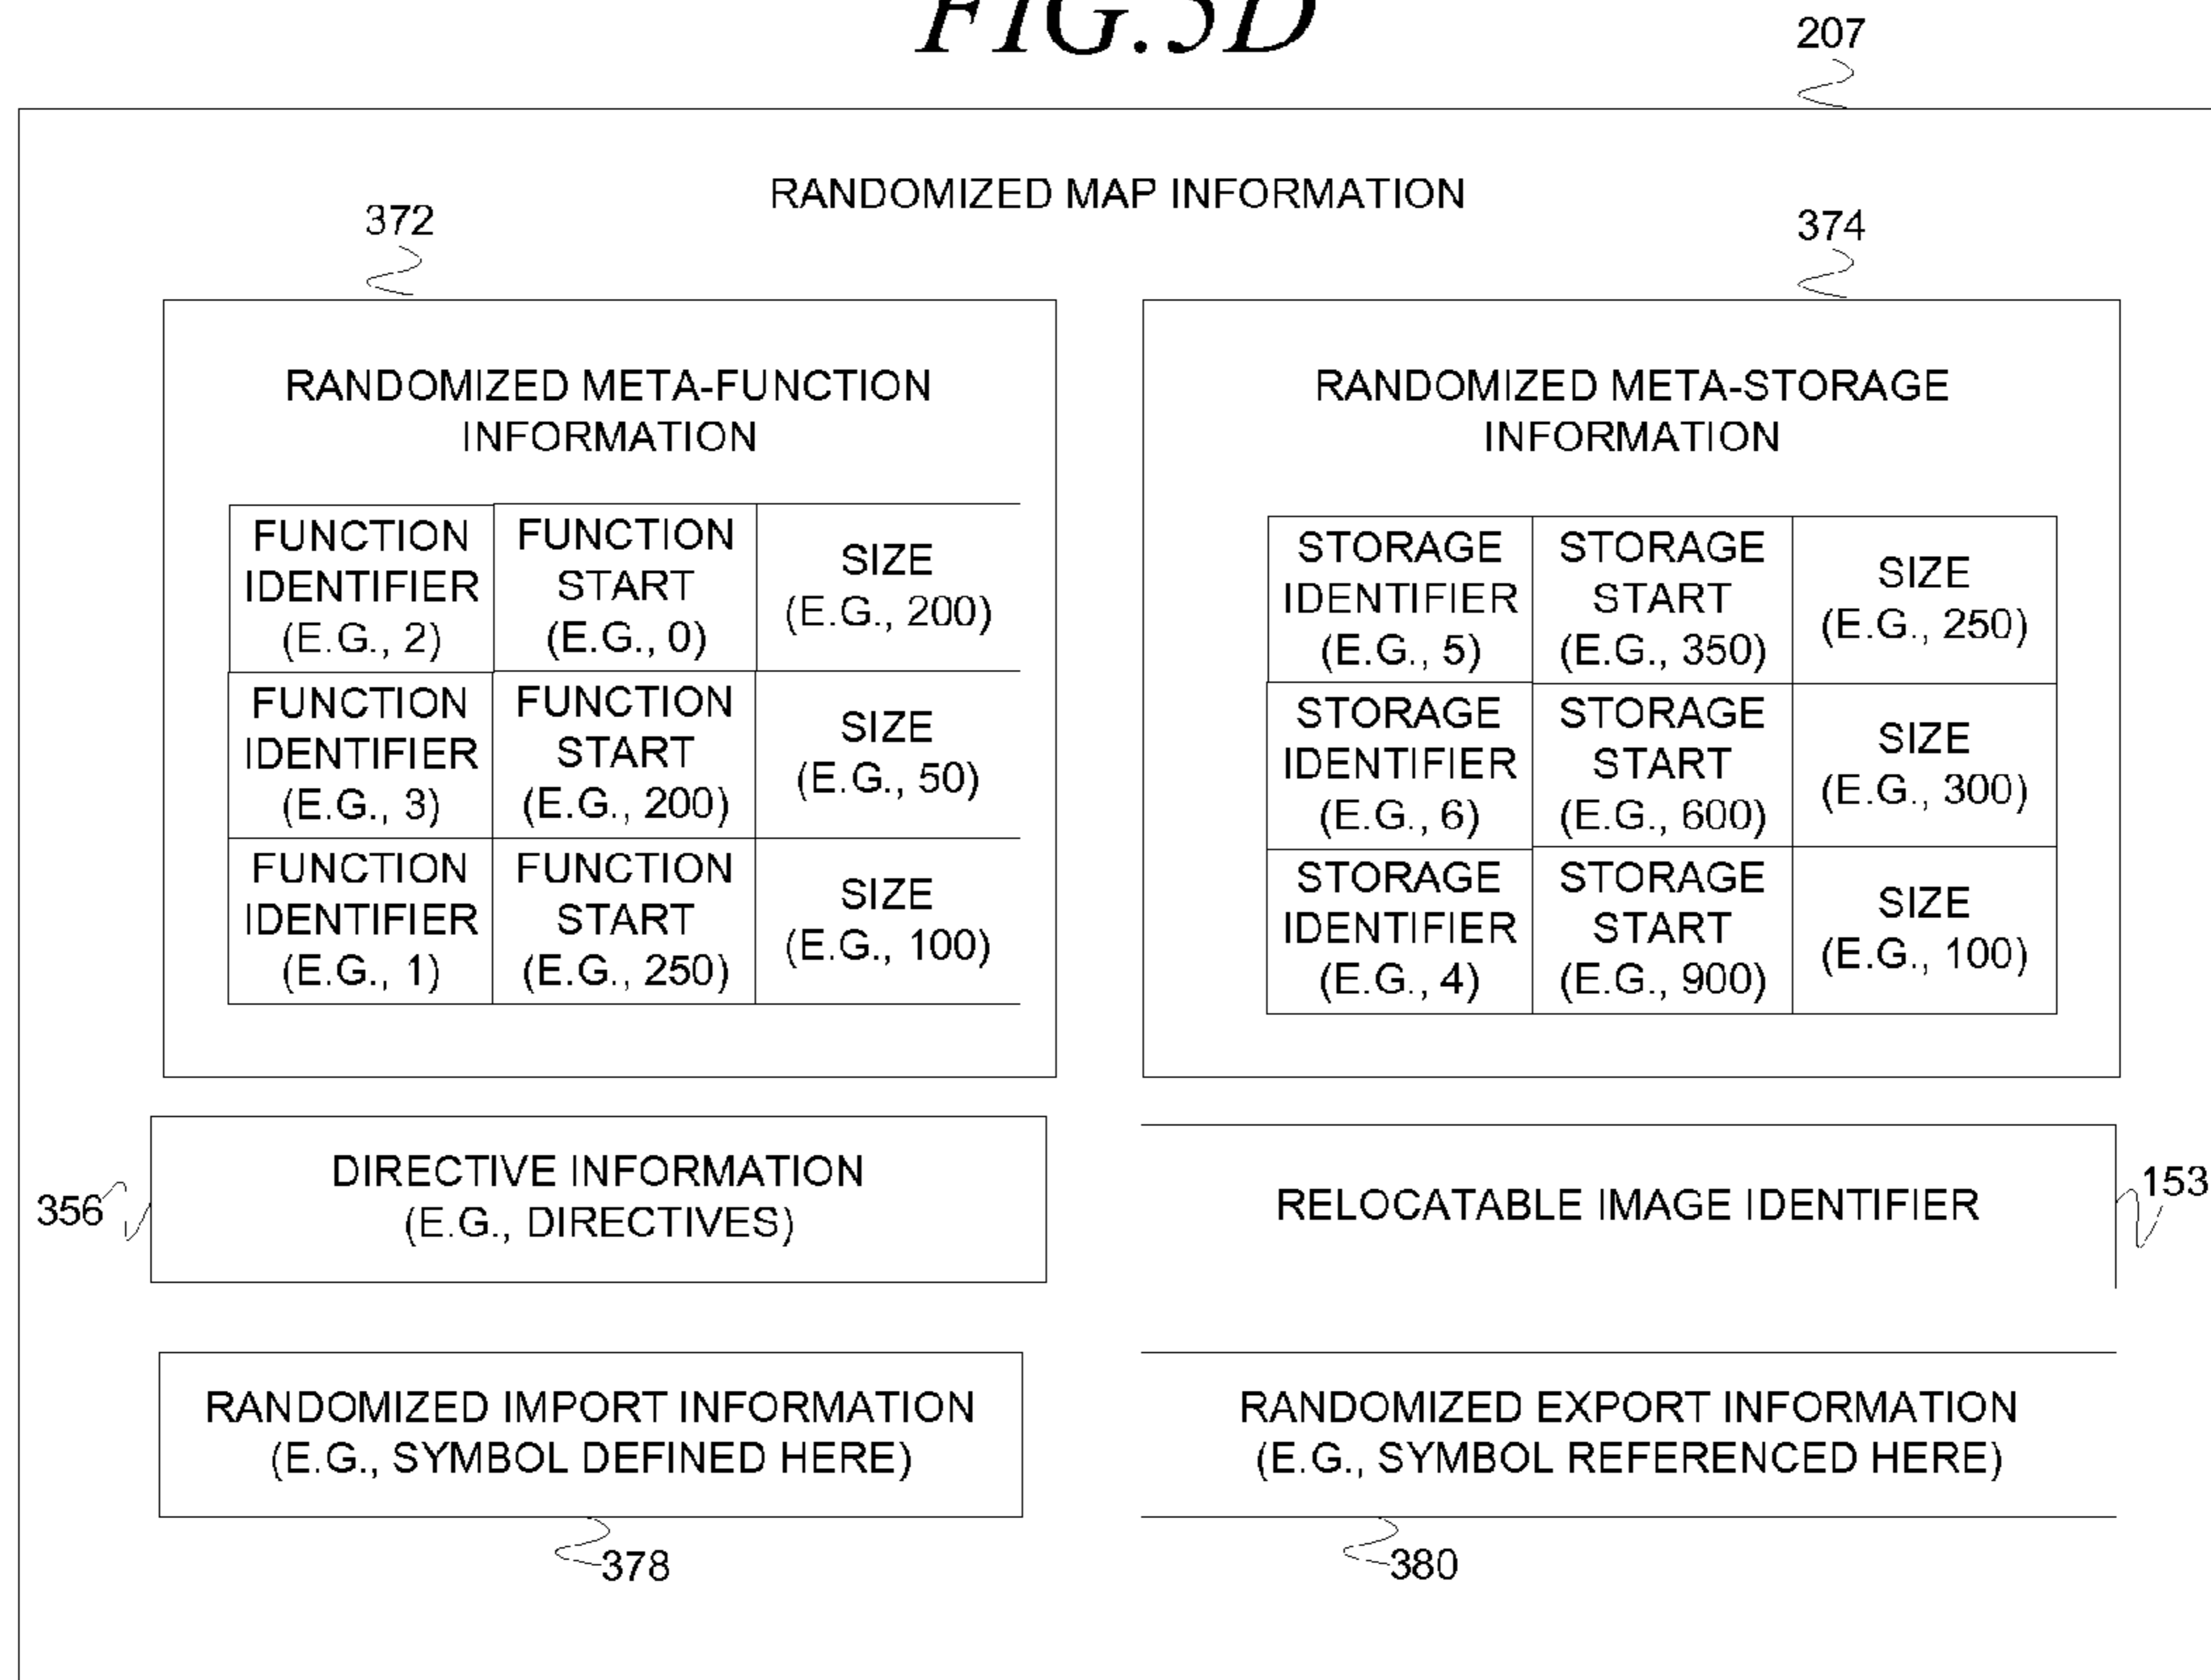 FIG.5D
207
RANDOMIZED MAP INFORMATION
372
374
RANDOMIZED META-FUNCTION
INFORMATION
FUNCTION
IDENTIFIER
(E.G., 2)
FUNCTION
START
(E.G., 0)
SIZE
(E.G., 200)
FUNCTION
IDENTIFIER
(E.G., 3)
FUNCTION
START
(E.G., 200)
SIZE
(E.G., 50)
FUNCTION
IDENTIFIER
(E.G., 1)
FUNCTION
START
(E.G., 250)
SIZE
(E.G., 100)
RANDOMIZED META-STORAGE
INFORMATION
STORAGE
IDENTIFIER
(E.G., 5)
STORAGE
START
(E.G., 350)
SIZE
(E.G., 250)
STORAGE
IDENTIFIER
(E.G., 6)
STORAGE
START
(E.G., 600)
SIZE
(E.G., 300)
STORAGE
IDENTIFIER
(E.G., 4)
STORAGE
START
(E.G., 900)
SIZE
(E.G., 100)
356
DIRECTIVE INFORMATION
(E.G., DIRECTIVES)
RELOCATABLE IMAGE IDENTIFIER
153
RANDOMIZED IMPORT INFORMATION
(E.G., SYMBOL DEFINED HERE)
378
RANDOMIZED EXPORT INFORMATION
(E.G., SYMBOL REFERENCED HERE)
380